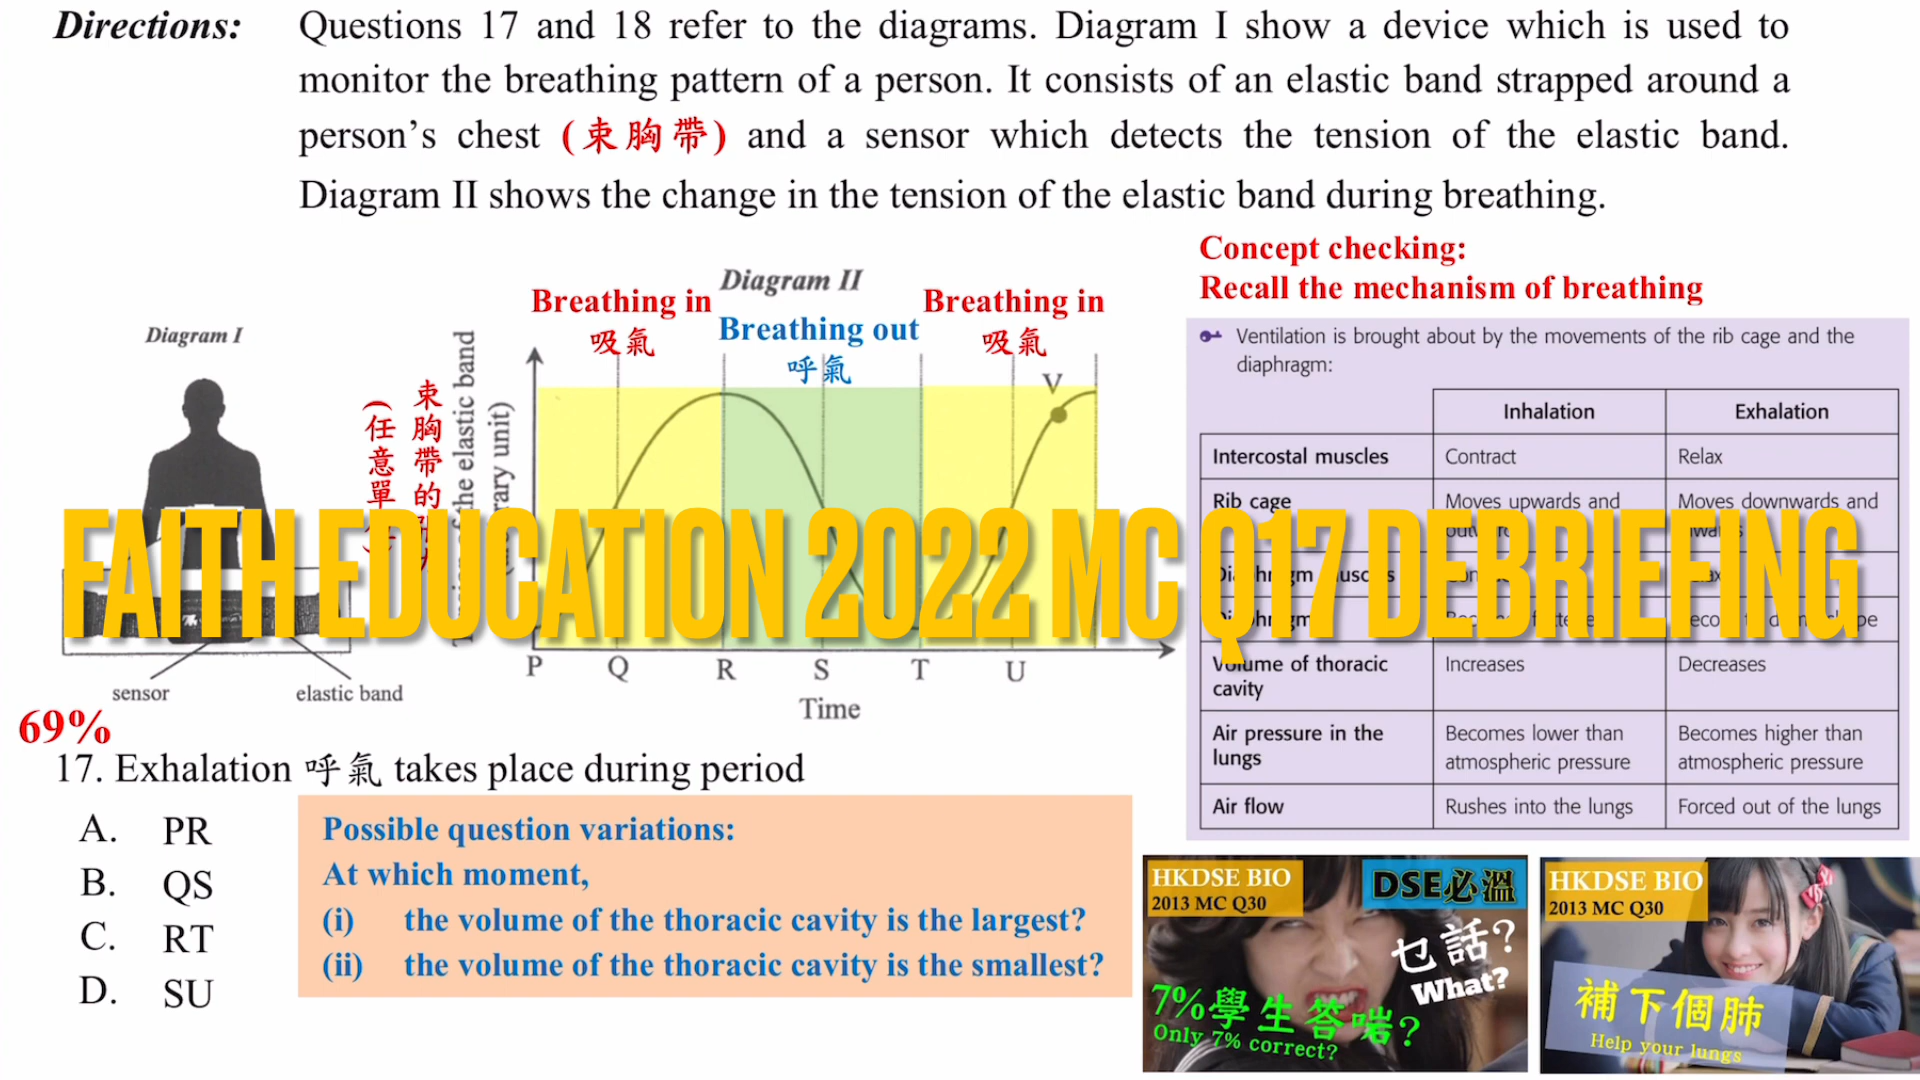 Directions: Questions 17 and 18 refer to the diagrams. Diagram I show a device which is used to
monitor the breathing pattern of a person. It consists of an elastic band strapped around a
person's chest (束胸帶) and a sensor which detects the tension of the elastic band.
Diagram II shows the change in the tension of the elastic band during breathing.
Concept checking:
Recall the mechanism of breathing
Diagram I
sensor
elastic band
Diagram II
Breathing in
吸氣
Breathing out
呼氣
Breathing in
吸氣
束胸帶的
(任意單
of the elastic band
V
P Q R S T U
Time
Ventilation is brought about by the movements of the rib cage and the
diaphragm:
Inhalation Exhalation
Intercostal muscles Contract Relax
Rib cage Moves upwards and Moves downwards and
Volume of thoracic Increases Decreases
cavity
Air pressure in the Becomes lower than Becomes higher than
lungs atmospheric pressure atmospheric pressure
Air flow Rushes into the lungs Forced out of the lungs
FAITH EDUCATION 2022 MC Q17 DEBRIEFING
69%
17. Exhalation 呼氣 takes place during period
A. PR
B. QS
C. RT
D. SU
Possible question variations:
At which moment,
(i) the volume of the thoracic cavity is the largest?
(ii) the volume of the thoracic cavity is the smallest?
HKDSE BIO
2013 MC Q30
DSE必溫
乜話?
What?
7%學生答啱?
Only 7% correct?
HKDSE BIO
2013 MC Q30
補下個肺
Help your lungs